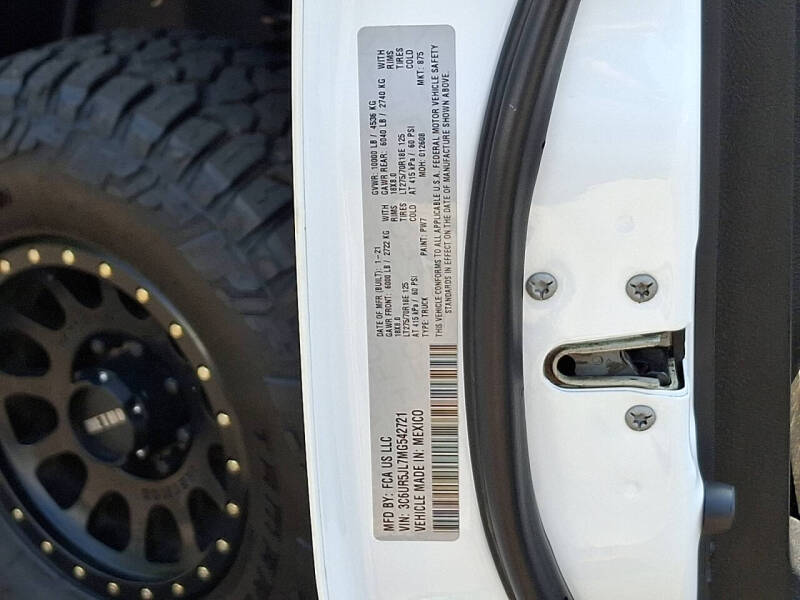 MFD BY: FCA US LLC
DATE OF MFR (BUILT): 1-21
GVWR: 10000 LB / 4536 KG
GAWR FRONT: 6000 LB / 2722 KG WITH
GAWR REAR: 6040 LB / 2740 KG WITH
18X8.0 RIMS
18X8.0 RIMS
LT275/70R18E 125 TIRES
LT275/70R18E 125 TIRES
AT 415 kPa / 60 PSI COLD
AT 415 kPa / 60 PSI COLD
VIN: 3C6UR5JL7MG542721
TYPE: TRUCK
PAINT: PW7
MDH: 012608
MKT: 875
VEHICLE MADE IN: MEXICO
THIS VEHICLE CONFORMS TO ALL APPLICABLE U.S.A. FEDERAL MOTOR VEHICLE SAFETY
STANDARDS IN EFFECT ON THE DATE OF MANUFACTURE SHOWN ABOVE.